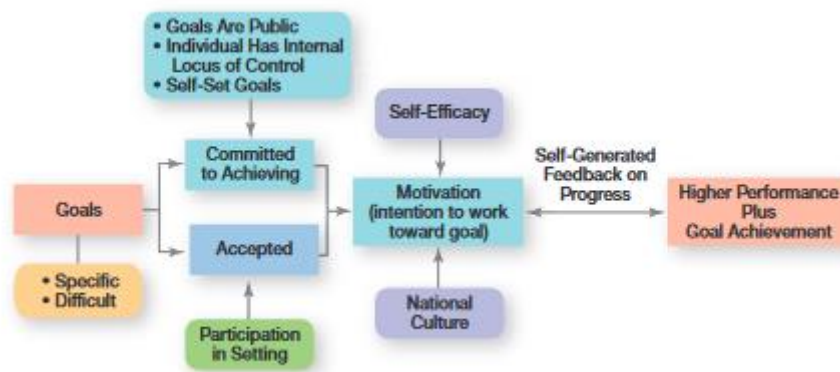 • Goals Are Public
• Individual Has Internal
Locus of Control
• Self-Set Goals
Self-Efficacy
Committed
to Achieving
Self-Generated
Feedback on
Progress
Goals
Motivation
(intention to work
toward goal)
Higher Performance
Plus
Goal Achievement
Accepted
• Specific
• Difficult
National
Culture
Participation
in Setting